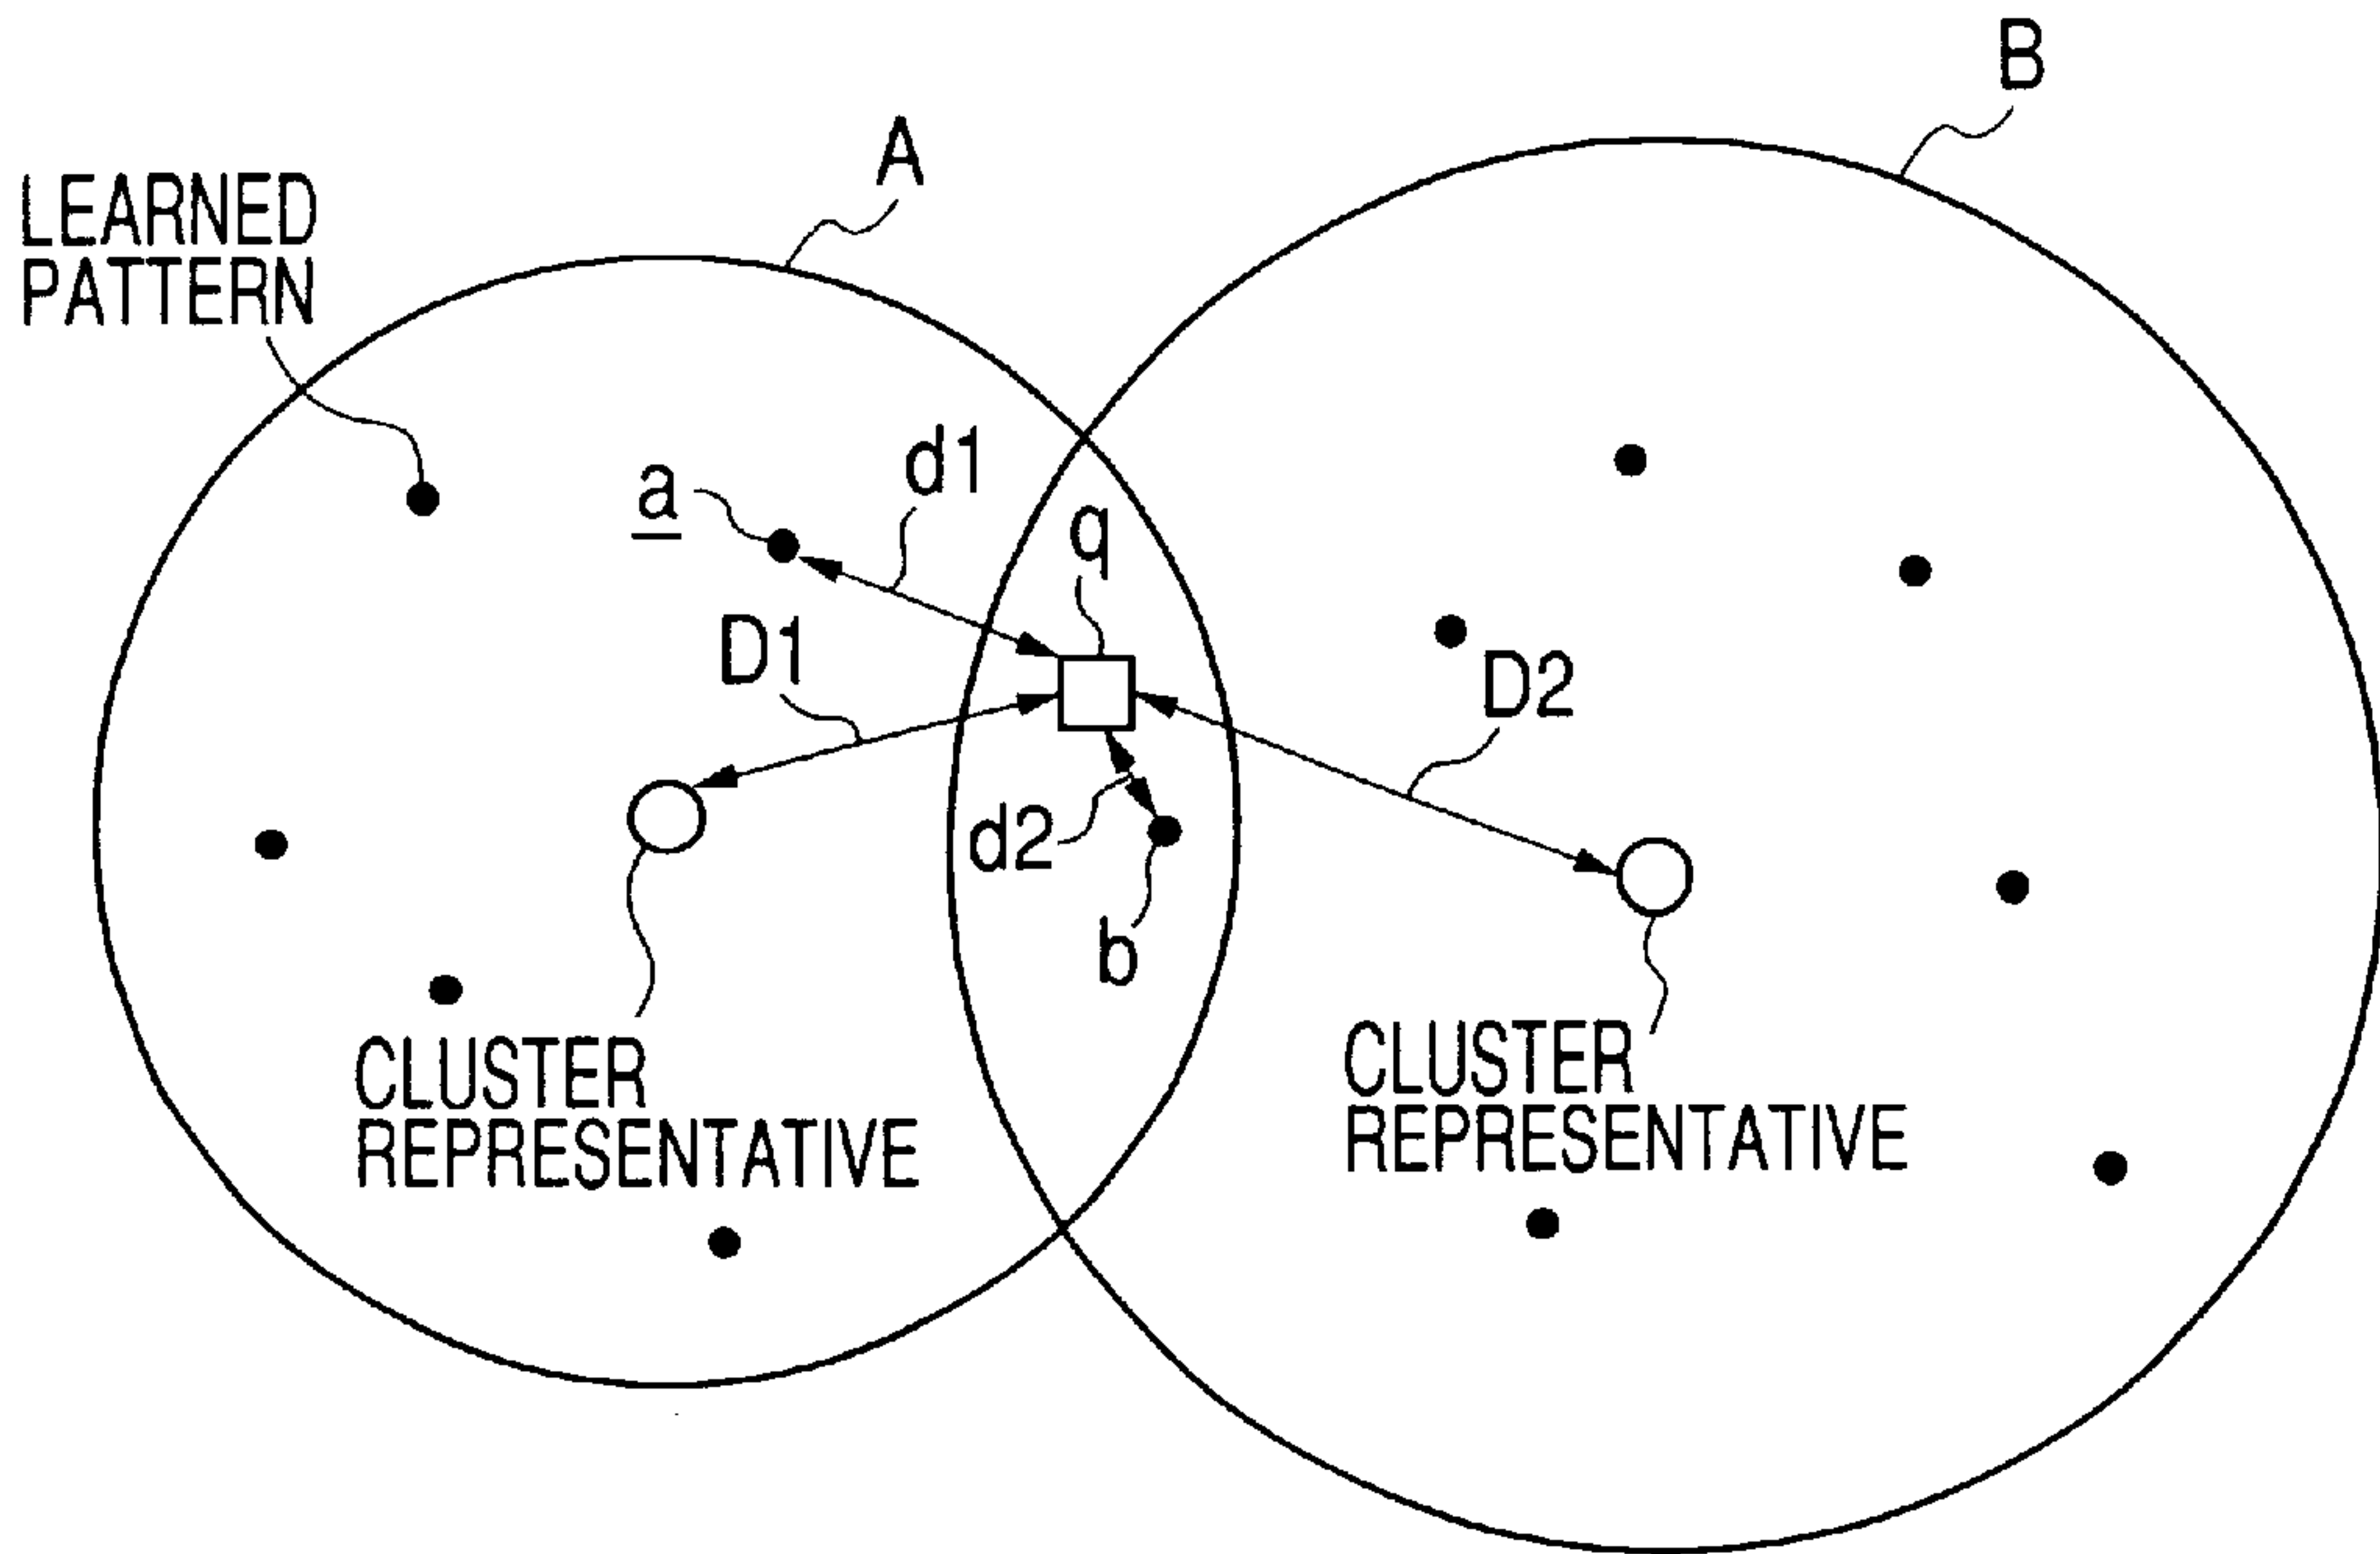 B
A
LEARNED
PATTERN
d1
a
q
D1
D2
d2
b
CLUSTER
REPRESENTATIVE
CLUSTER
REPRESENTATIVE